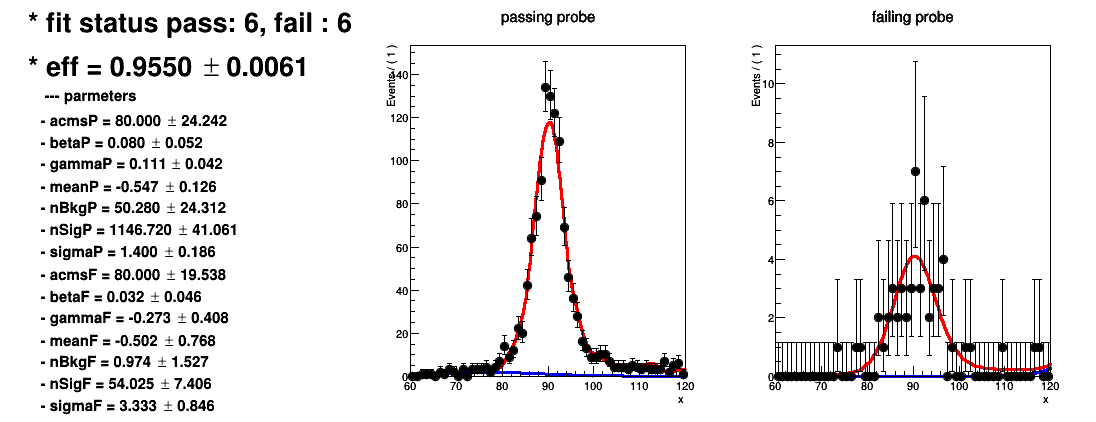 * fit status pass: 6, fail : 6
* eff = 0.9550 ± 0.0061
--- parmeters
- acmsP = 80.000 ± 24.242
- betaP = 0.080 ± 0.052
- gammaP = 0.111 ± 0.042
- meanP = -0.547 ± 0.126
- nBkgP = 50.280 ± 24.312
- nSigP = 1146.720 ± 41.061
- sigmaP = 1.400 ± 0.186
- acmsF = 80.000 ± 19.538
- betaF = 0.032 ± 0.046
- gammaF = -0.273 ± 0.408
- meanF = -0.502 ± 0.768
- nBkgF = 0.974 ± 1.527
- nSigF = 54.025 ± 7.406
- sigmaF = 3.333 ± 0.846
passing probe
Events / ( 1 )
140
120
100
80
60
40
20
0
60 70 80 90 100 110 120
x
failing probe
Events / ( 1 )
10
8
6
4
2
0
60 70 80 90 100 110 120
x